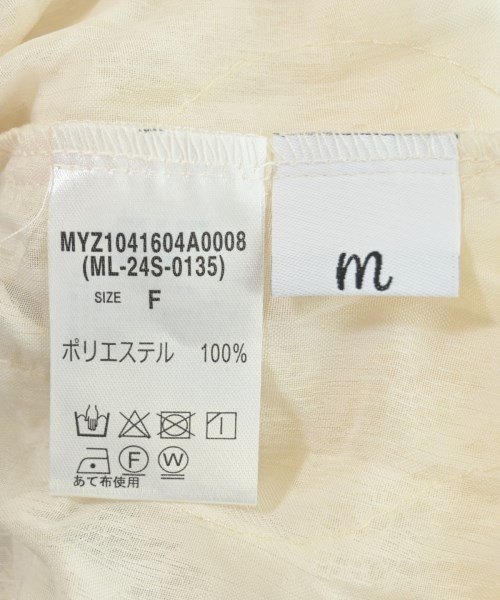 MYZ1041604A0008
(ML-24S-0135)
SIZE F
ポリエステル 100%
F W
あて布使用
m